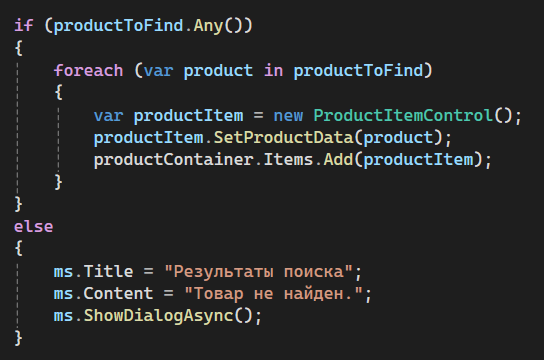 if (productToFind.Any())
{
    foreach (var product in productToFind)
    {
        var productItem = new ProductItemControl();
        productItem.SetProductData(product);
        productContainer.Items.Add(productItem);
    }
}
else
{
    ms.Title = "Результаты поиска";
    ms.Content = "Товар не найден.";
    ms.ShowDialogAsync();
}